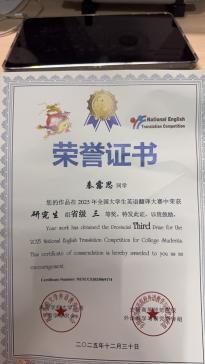 National English
Translation Competition
荣誉证书
秦露思 同学
您的作品在2025年全国大学生英语翻译大赛中荣获
研究生 组省级 三 等奖，特发此证，以资鼓励。
Your work has obtained the Provincial Third Prize for the
2025 National English Translation Competition for College Students.
This certificate of commendation is hereby awarded to you as an
encouragement.
Certificate Number:
二〇二五年十二月三十日